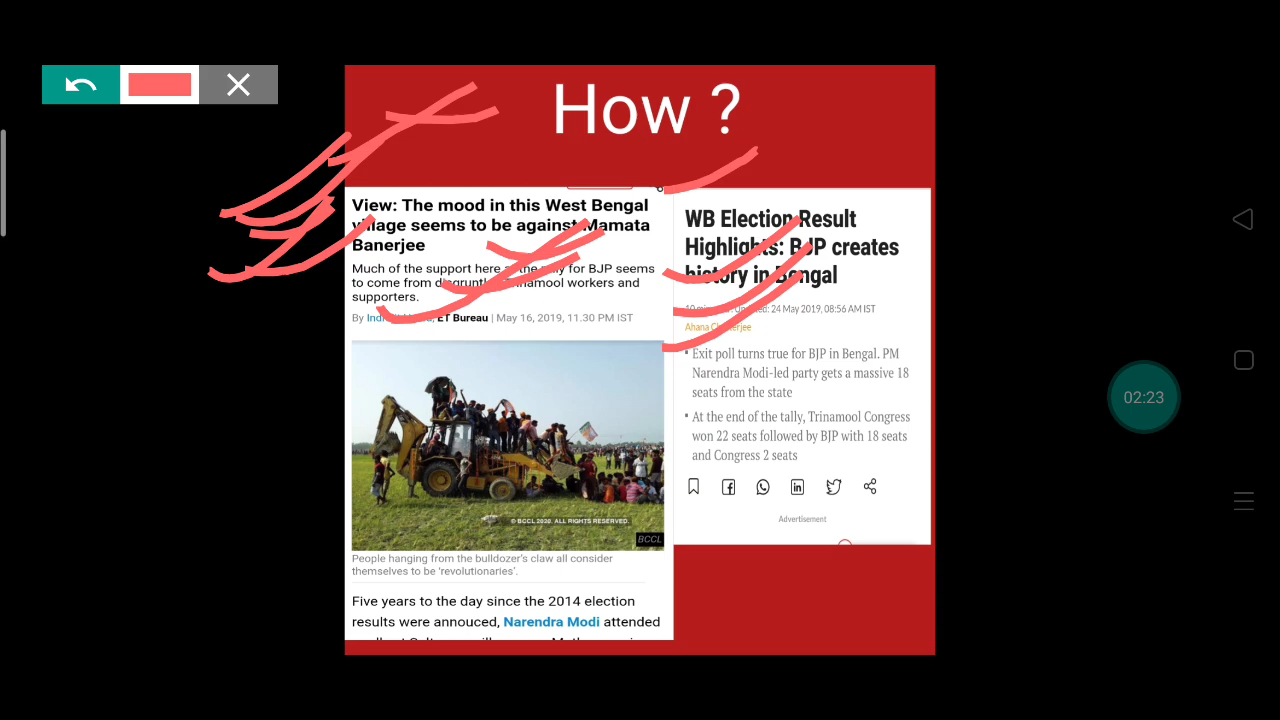 How ?
View: The mood in this West Bengal
village seems to be against Mamata
Banerjee
Much of the support here at the rally for BJP seems
to come from disgruntled Trinamool workers and
supporters.
By ET Bureau | May 16, 2019, 11.30 PM IST
© BCCL 2020. ALL RIGHTS RESERVED.
BCCL
People hanging from the bulldozer's claw all consider
themselves to be 'revolutionaries'.
Five years to the day since the 2014 election
results were annouced, Narendra Modi attended
WB Election Result
Highlights: BJP creates
history in Bengal
24 May 2019, 08:56 AM IST
Ahana
Exit poll turns true for BJP in Bengal. PM
Narendra Modi-led party gets a massive 18
seats from the state
At the end of the tally, Trinamool Congress
won 22 seats followed by BJP with 18 seats
and Congress 2 seats
Advertisement
02:23